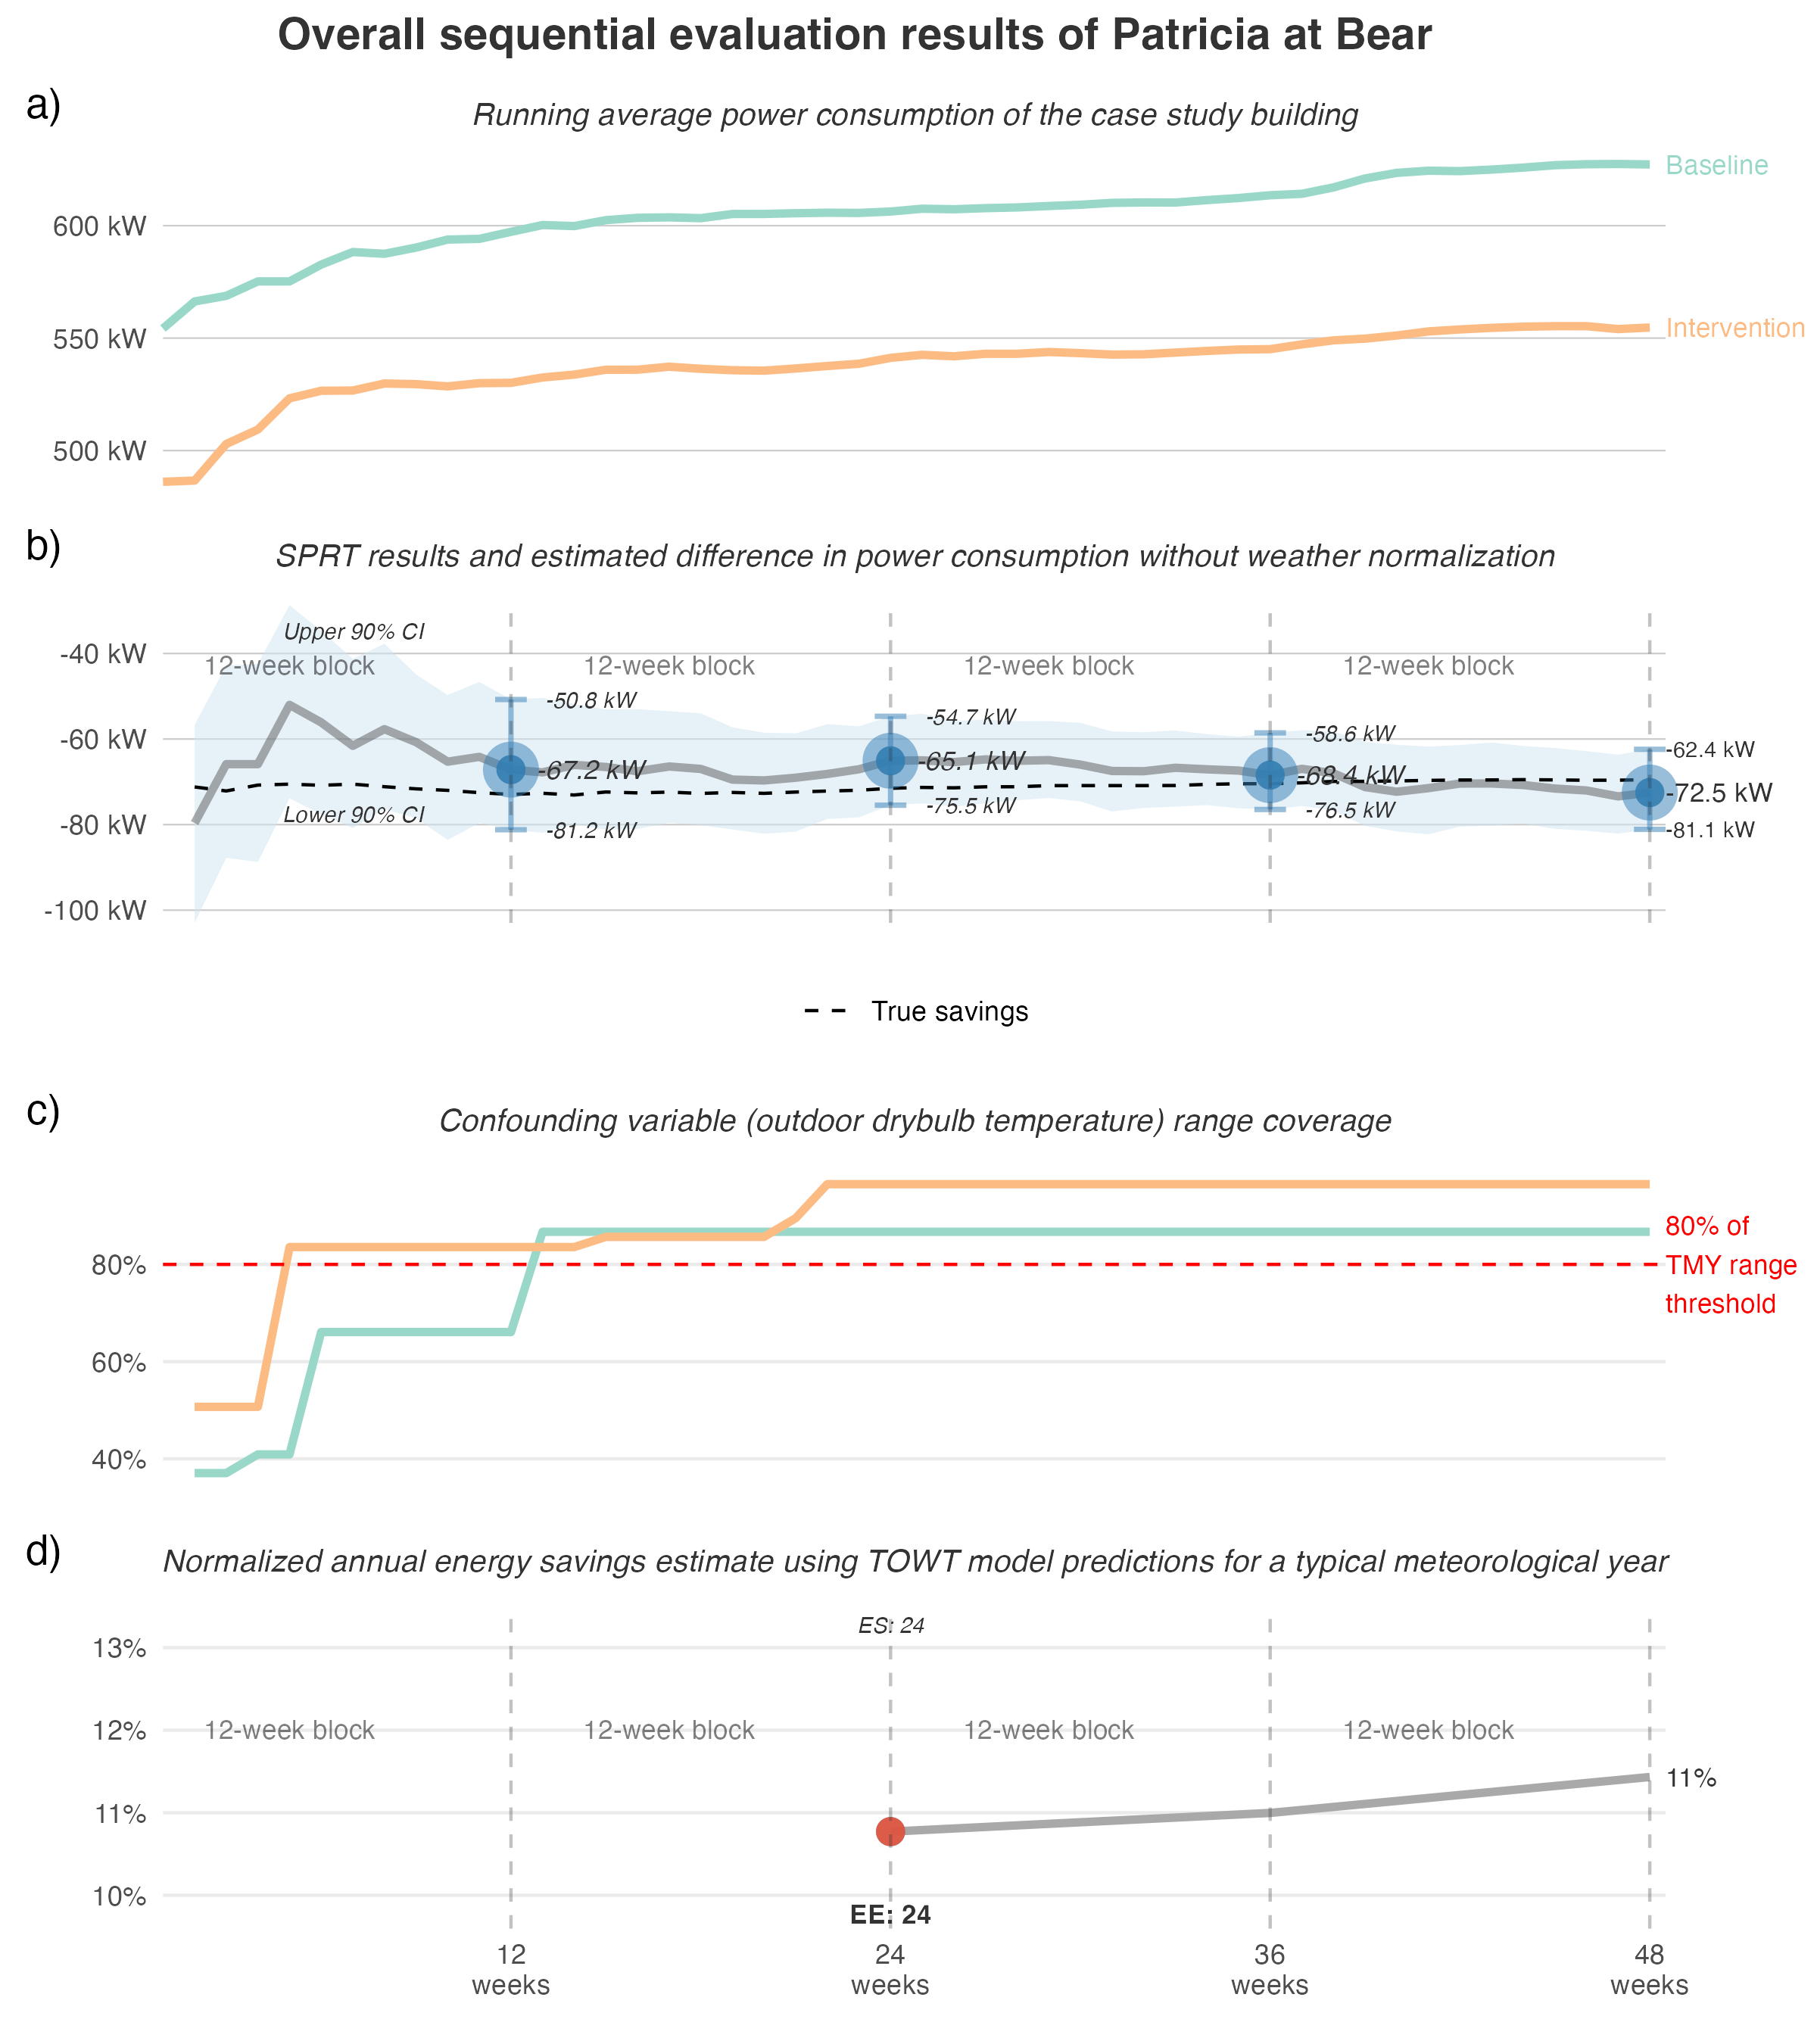 Overall sequential evaluation results of Patricia at Bear
a)
Running average power consumption of the case study building
Baseline
600 kW
Intervention
550 kW
500 kW
b)
SPRT results and estimated difference in power consumption without weather normalization
Upper 90% CI
-40 kW
12-week block 12-week block 12-week block 12-week block
-50.8 kW
-54.7 kW
-58.6 kW
-62.4 kW
-60 kW
-67.2 kW
-65.1 kW
-68.4 kW
-72.5 kW
Lower 90% CI
-75.5 kW
-76.5 kW
-80 kW
-81.2 kW
-81.1 kW
-100 kW
True savings
c)
Confounding variable (outdoor drybulb temperature) range coverage
80% of
TMY range
threshold
80%
60%
40%
d)
Normalized annual energy savings estimate using TOWT model predictions for a typical meteorological year
ES: 24
13%
12%
12-week block 12-week block 12-week block 12-week block
11%
11%
10%
EE: 24
12 24 36 48
weeks weeks weeks weeks